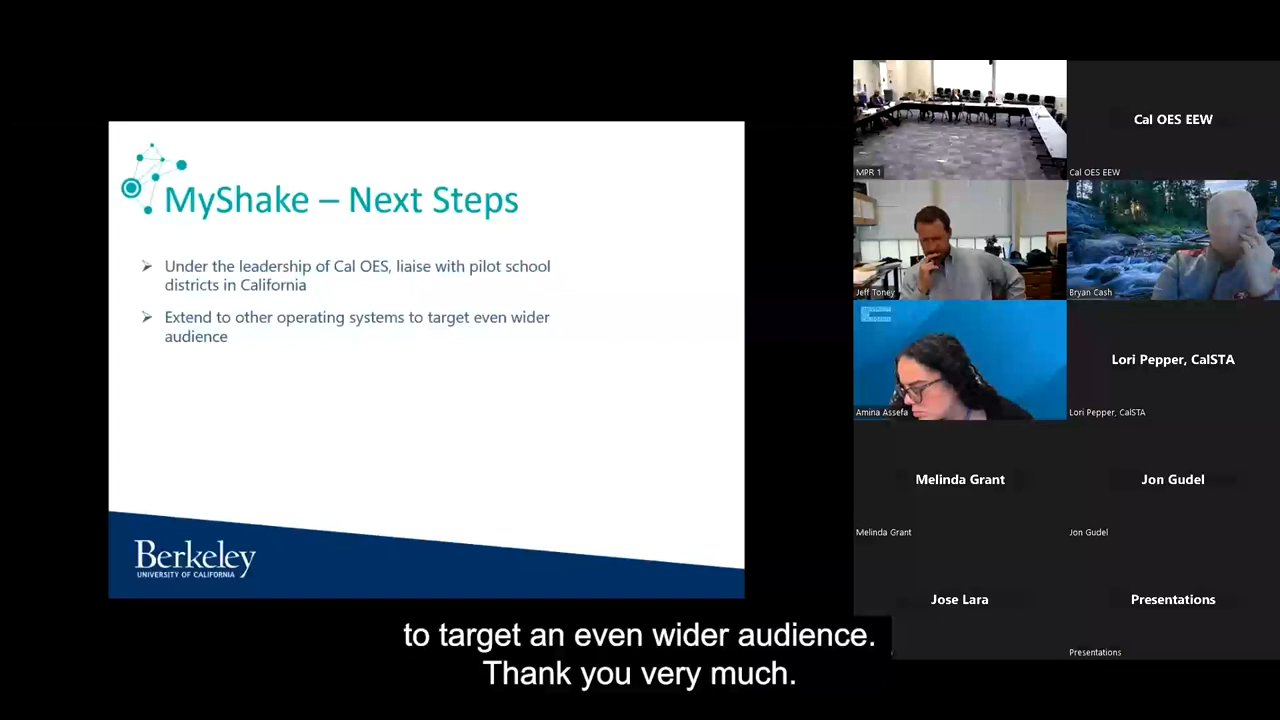 MyShake – Next Steps
➢ Under the leadership of Cal OES, liaise with pilot school
districts in California
➢ Extend to other operating systems to target even wider
audience
Berkeley
UNIVERSITY OF CALIFORNIA
MPR 1
Cal OES EEW
Cal OES EEW
Jeff Toney
Bryan Cash
Amina Assefa
Lori Pepper, CalSTA
Lori Pepper, CalSTA
Melinda Grant
Melinda Grant
Jon Gudel
Jon Gudel
Jose Lara
Presentations
Presentations
to target an even wider audience.
Thank you very much.